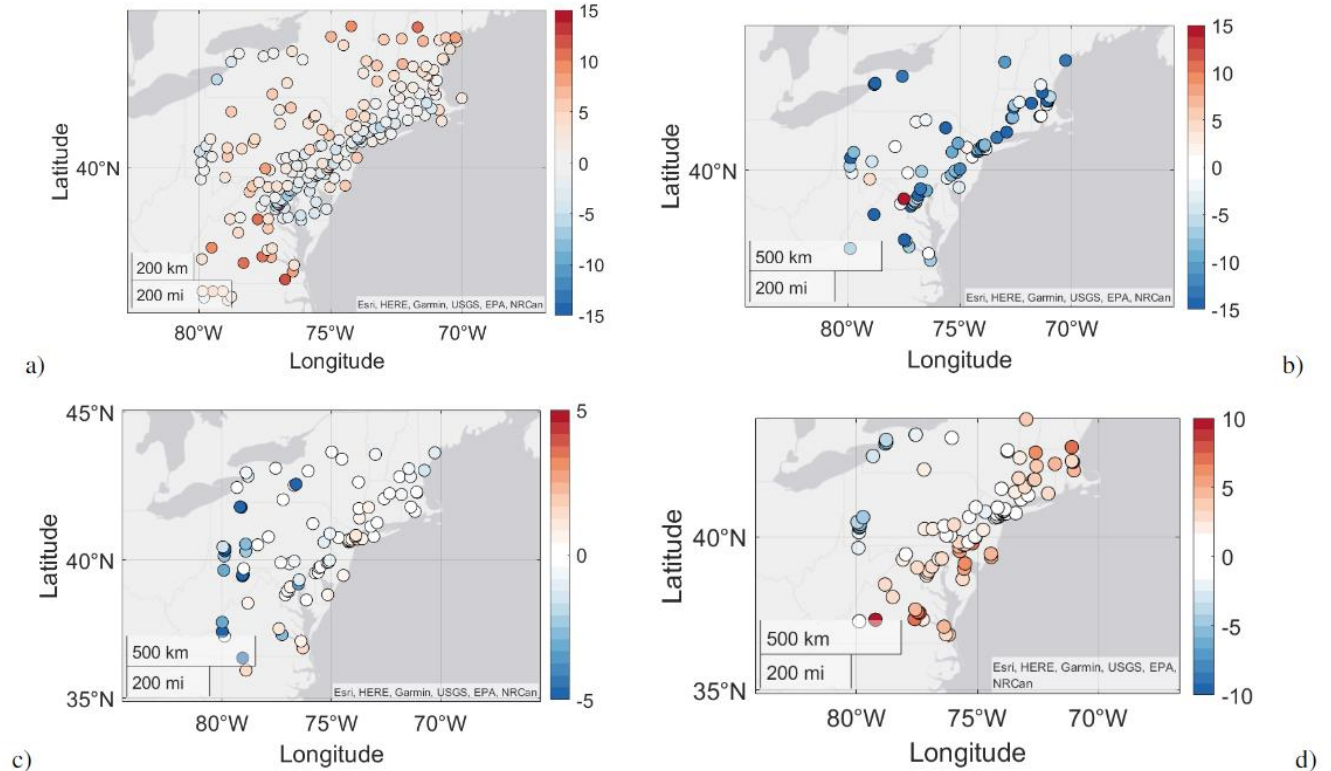 15
10
5
0
-5
-10
-15
Latitude
40°N
200 km
200 mi
Esri, HERE, Garmin, USGS, EPA, NRCan
80°W 75°W 70°W
Longitude
a)
15
10
5
0
-5
-10
-15
Latitude
40°N
500 km
200 mi
Esri, HERE, Garmin, USGS, EPA, NRCan
80°W 75°W 70°W
Longitude
b)
45°N
40°N
35°N
Latitude
5
0
-5
500 km
200 mi
Esri, HERE, Garmin, USGS, EPA, NRCan
80°W 75°W 70°W
Longitude
c)
Latitude
40°N
35°N
10
5
0
-5
-10
500 km
200 mi
Esri, HERE, Garmin, USGS, EPA,
NRCan
80°W 75°W 70°W
Longitude
d)